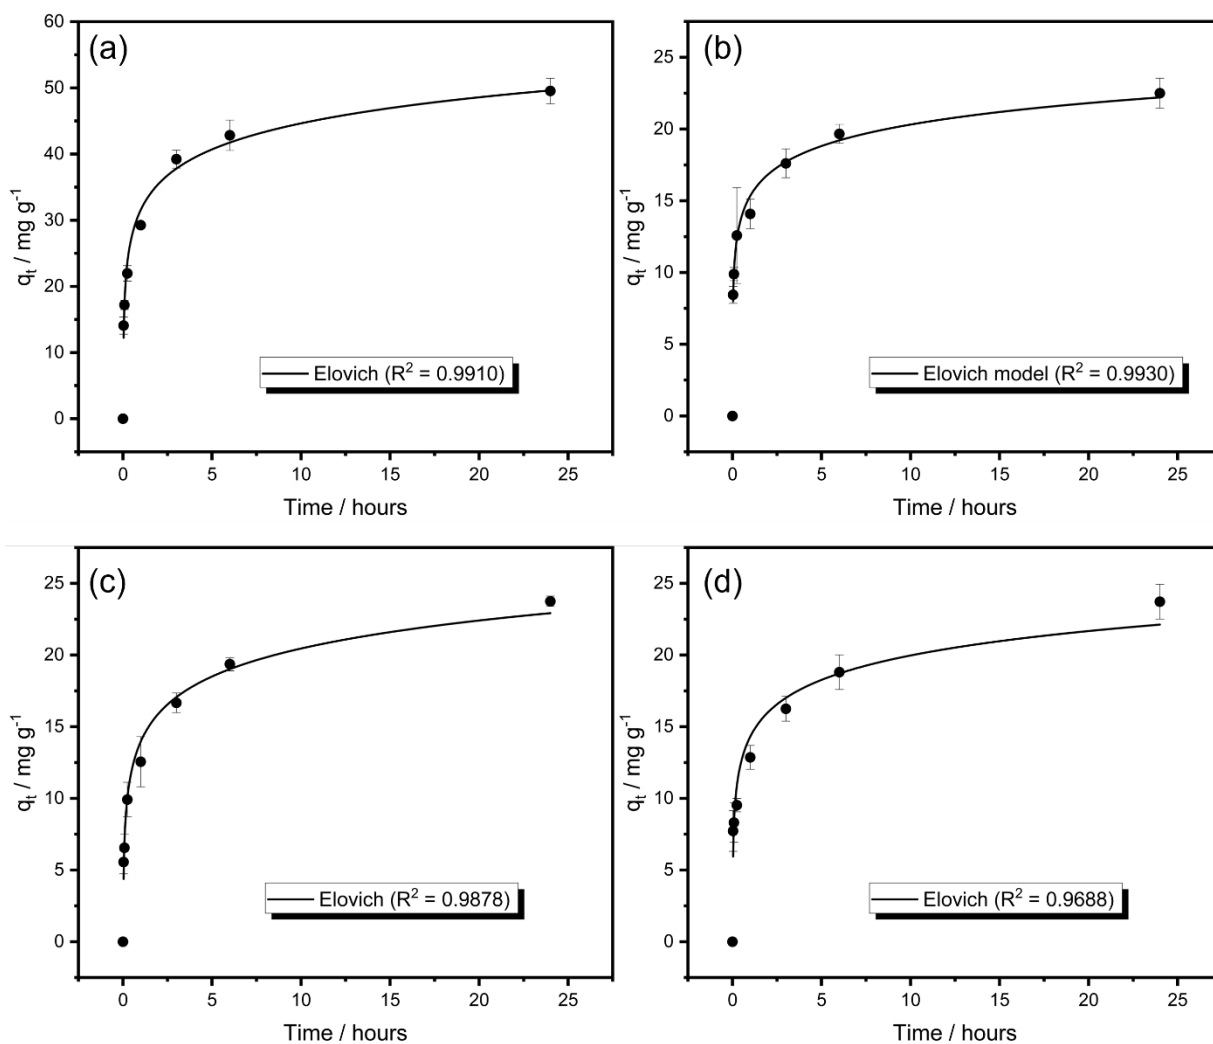 (a)
60
50
40
30
20
10
0
q_t / mg g^-1
Elovich (R^2 = 0.9910)
0 5 10 15 20 25
Time / hours
(b)
25
20
15
10
5
0
q_t / mg g^-1
Elovich model (R^2 = 0.9930)
0 5 10 15 20 25
Time / hours
(c)
25
20
15
10
5
0
q_t / mg g^-1
Elovich (R^2 = 0.9878)
0 5 10 15 20 25
Time / hours
(d)
25
20
15
10
5
0
q_t / mg g^-1
Elovich (R^2 = 0.9688)
0 5 10 15 20 25
Time / hours